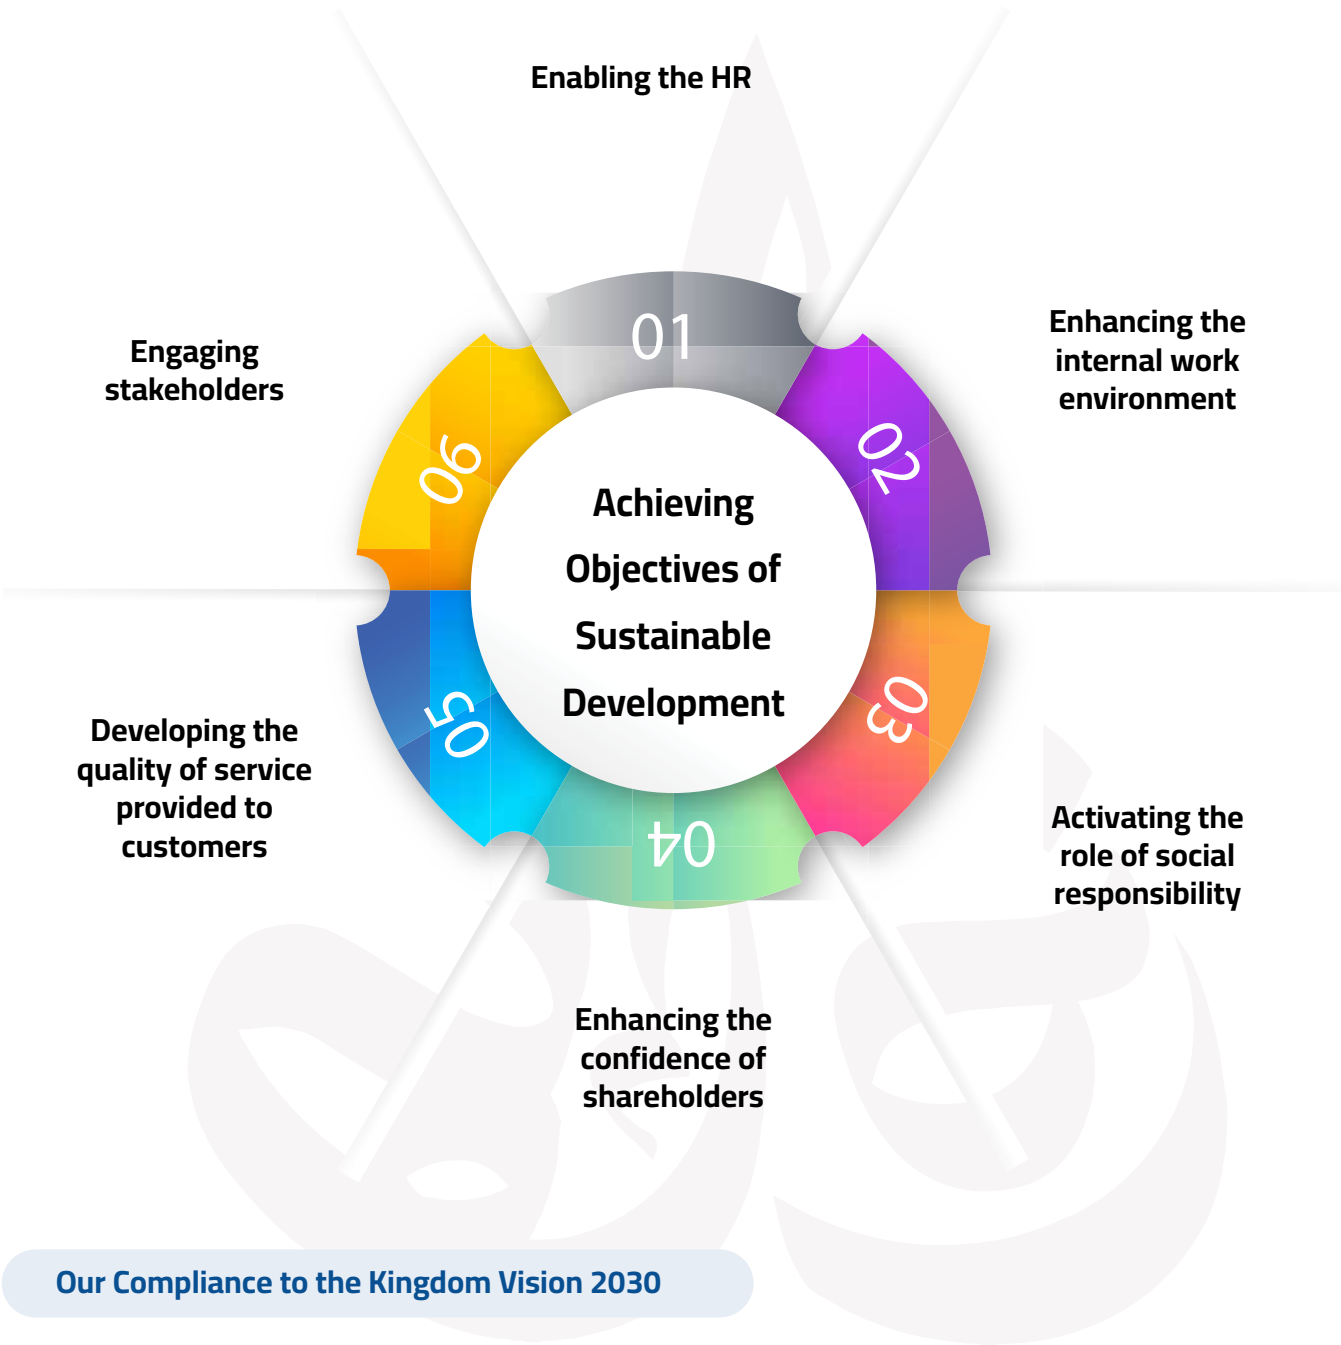 Enabling the HR
01
Enhancing the
internal work
environment
02
Activating the
role of social
responsibility
03
Enhancing the
confidence of
shareholders
04
Developing the
quality of service
provided to
customers
05
Engaging
stakeholders
06
Achieving
Objectives of
Sustainable
Development
Our Compliance to the Kingdom Vision 2030